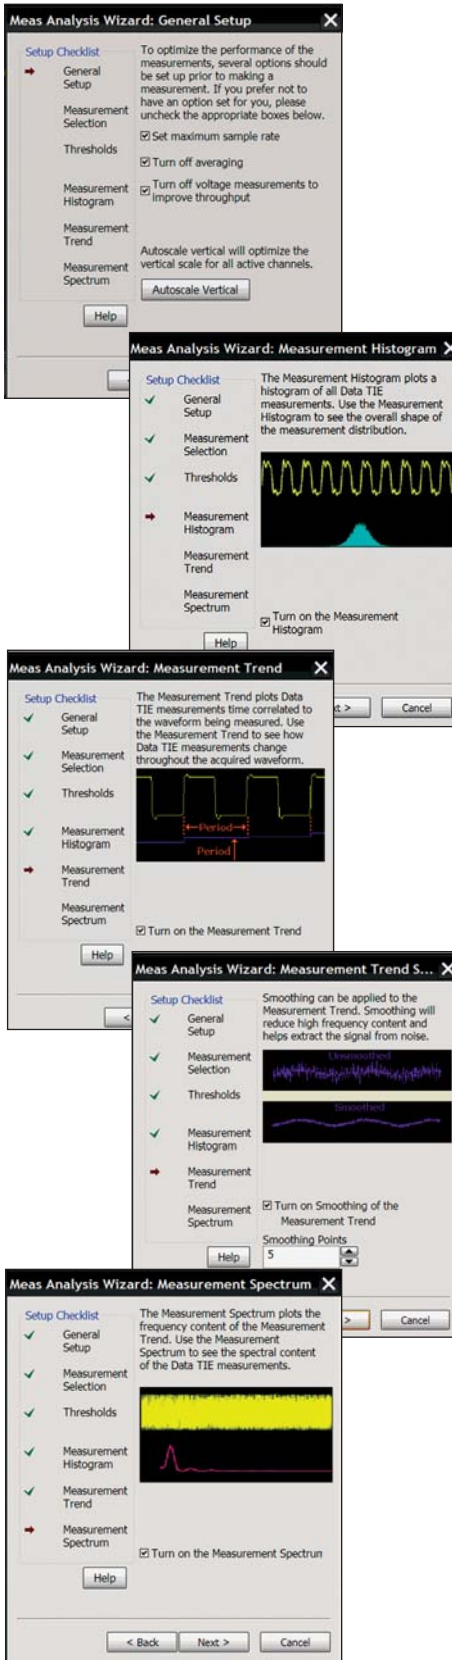 Meas Analysis Wizard: General Setup
Setup Checklist
General
Setup
Measurement
Selection
Thresholds
Measurement
Histogram
Measurement
Trend
Measurement
Spectrum
Help
To optimize the performance of the
measurements, several options should
be set up prior to making a
measurement. If you prefer not to
have an option set for you, please
uncheck the appropriate boxes below.
Set maximum sample rate
Turn off averaging
Turn off voltage measurements to
improve throughput
Autoscale vertical will optimize the
vertical scale for all active channels.
Autoscale Vertical
Meas Analysis Wizard: Measurement Histogram
Setup Checklist
General
Setup
Measurement
Selection
Thresholds
Measurement
Histogram
Measurement
Trend
Measurement
Spectrum
Help
The Measurement Histogram plots a
histogram of all Data TIE
measurements. Use the Measurement
Histogram to see the overall shape of
the measurement distribution.
Turn on the Measurement
Histogram
xt >
Cancel
Meas Analysis Wizard: Measurement Trend
Setup Checklist
General
Setup
Measurement
Selection
Thresholds
Measurement
Histogram
Measurement
Trend
Measurement
Spectrum
Help
The Measurement Trend plots Data
TIE measurements time correlated to
the waveform being measured. Use
the Measurement Trend to see how
Data TIE measurements change
throughout the acquired waveform.
Period
Period
Turn on the Measurement Trend
<
Meas Analysis Wizard: Measurement Trend S...
Setup Checklist
General
Setup
Measurement
Selection
Thresholds
Measurement
Histogram
Measurement
Trend
Measurement
Spectrum
Help
Smoothing can be applied to the
Measurement Trend. Smoothing will
reduce high frequency content and
helps extract the signal from noise.
Unsmoothed
Smoothed
Turn on Smoothing of the
Measurement Trend
Smoothing Points
5
>
Cancel
Meas Analysis Wizard: Measurement Spectrum
Setup Checklist
General
Setup
Measurement
Selection
Thresholds
Measurement
Histogram
Measurement
Trend
Measurement
Spectrum
Help
The Measurement Spectrum plots the
frequency content of the Measurement
Trend. Use the Measurement
Spectrum to see the spectral content
of the Data TIE measurements.
Turn on the Measurement Spectrun
< Back
Next >
Cancel